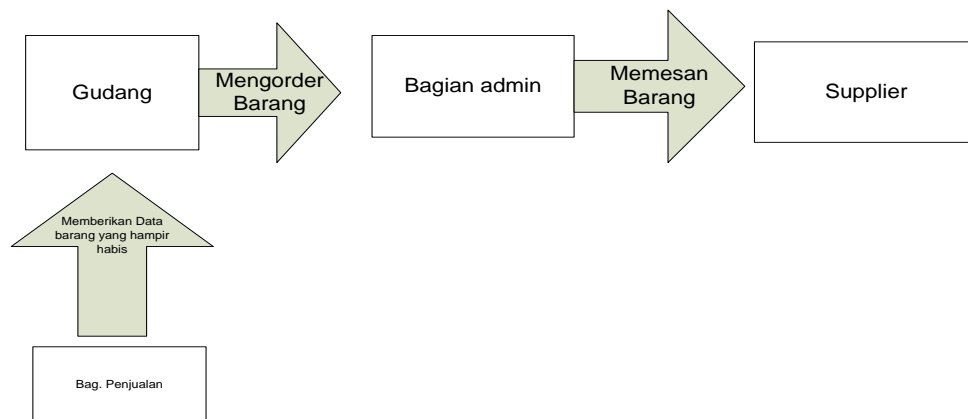 Gudang
Mengorder
Barang
Bagian admin
Memesan
Barang
Supplier
Memberikan Data
barang yang hampir
habis
Bag. Penjualan